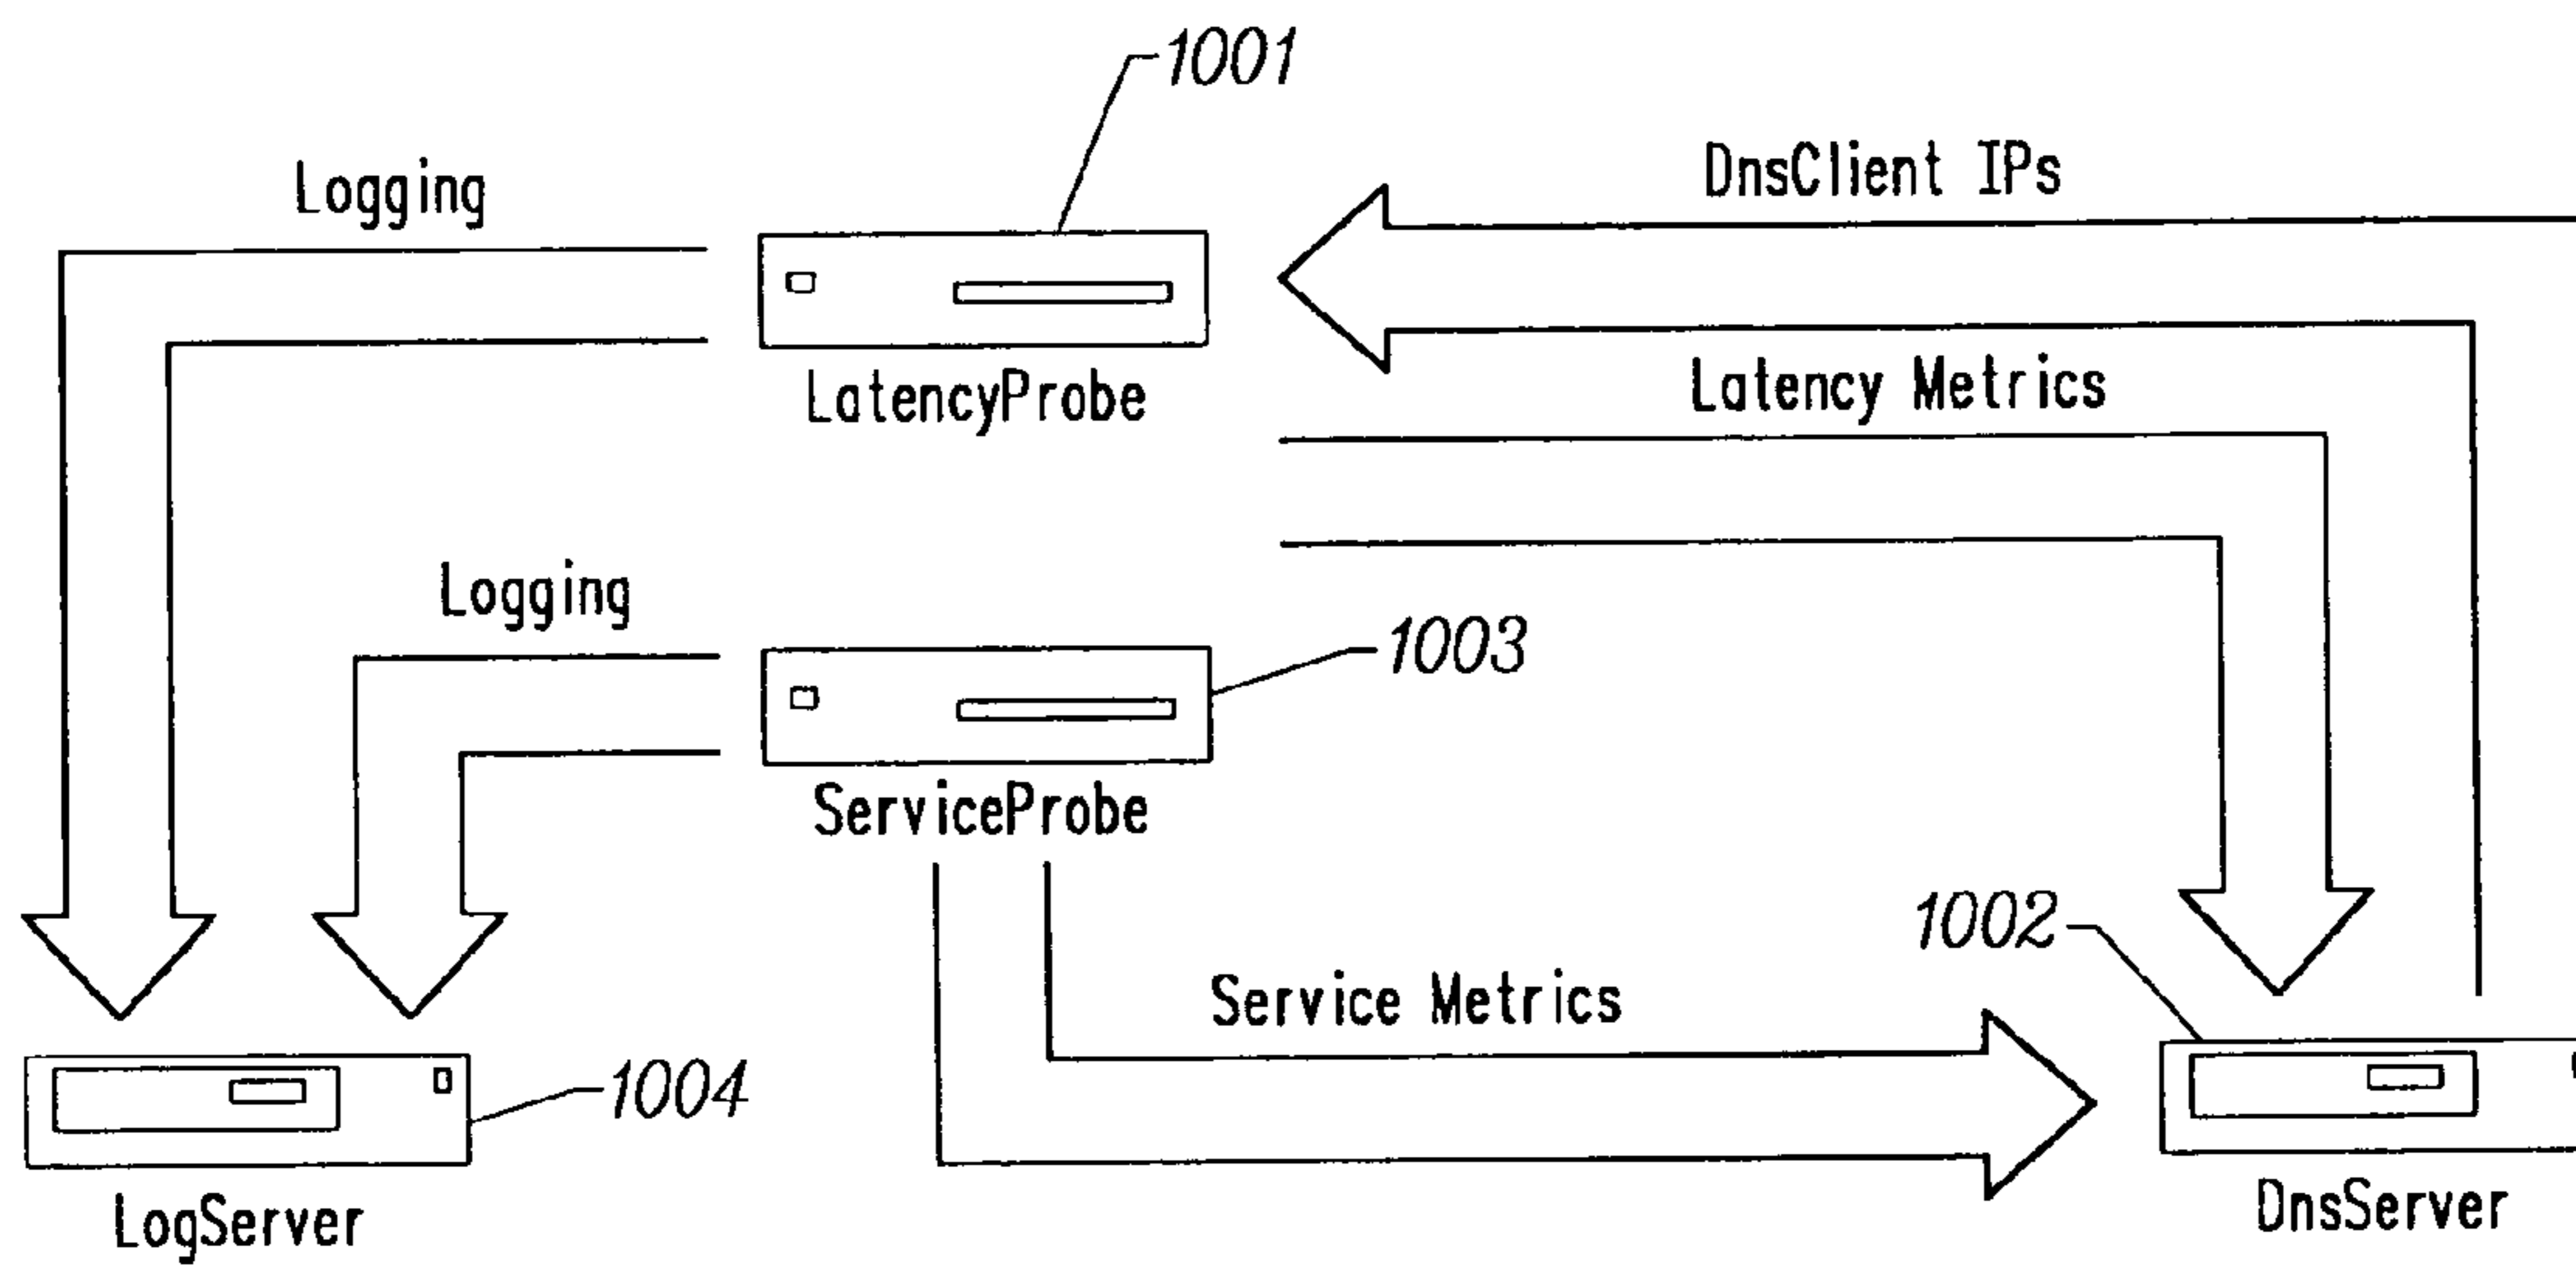 1001
Logging
DnsClient IPs
LatencyProbe
Latency Metrics
Logging
1003
ServiceProbe
1002
Service Metrics
1004
LogServer
DnsServer